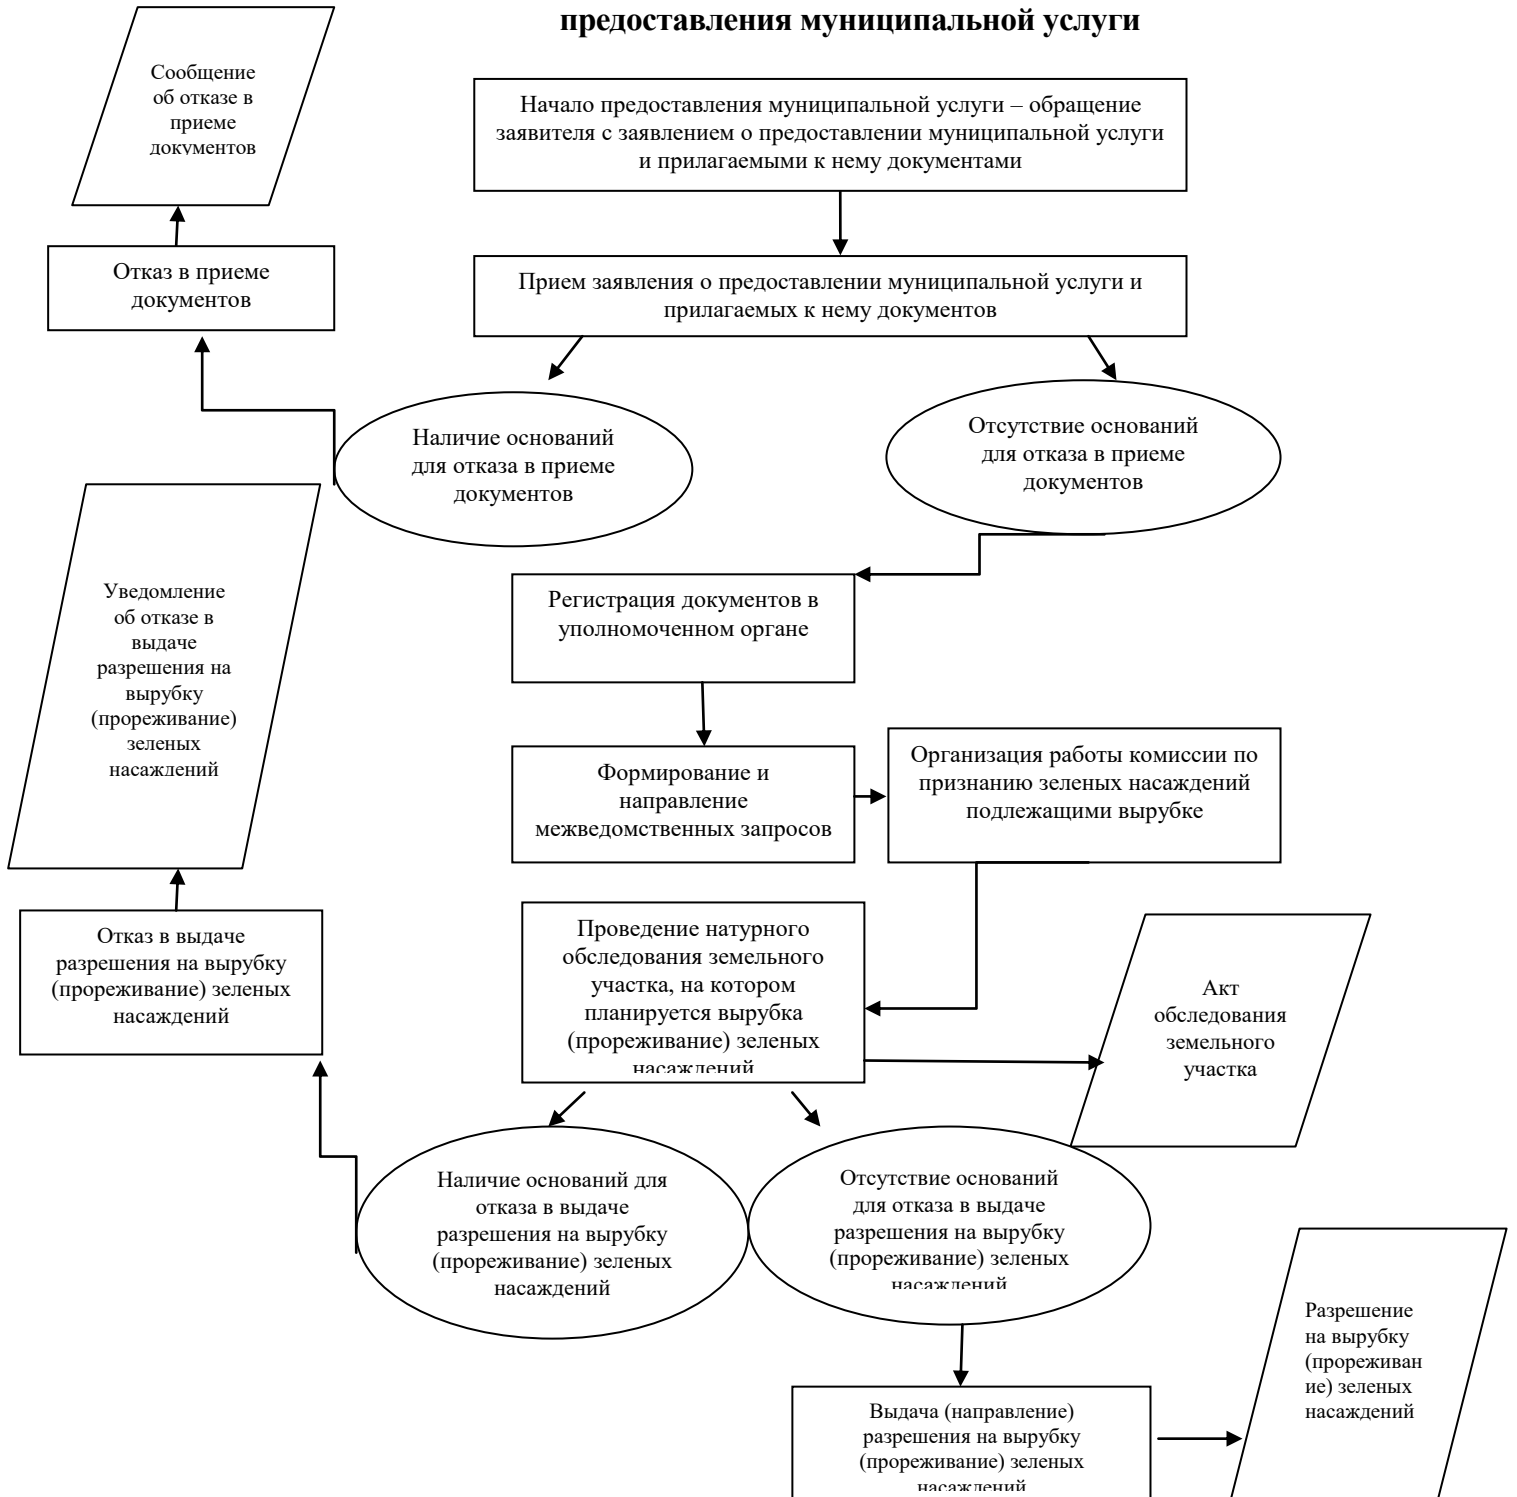 предоставления муниципальной услуги
Сообщение
об отказе в
приеме
документов
Начало предоставления муниципальной услуги – обращение
заявителя с заявлением о предоставлении муниципальной услуги
и прилагаемыми к нему документами
Отказ в приеме
документов
Прием заявления о предоставлении муниципальной услуги и
прилагаемых к нему документов
Наличие оснований
для отказа в приеме
документов
Отсутствие оснований
для отказа в приеме
документов
Уведомление
об отказе в
выдаче
разрешения на
вырубку
(прореживание)
зеленых
насаждений
Регистрация документов в
уполномоченном органе
Формирование и
направление
межведомственных запросов
Организация работы комиссии по
признанию зеленых насаждений
подлежащими вырубке
Отказ в выдаче
разрешения на вырубку
(прореживание) зеленых
насаждений
Проведение натурного
обследования земельного
участка, на котором
планируется вырубка
(прореживание) зеленых
насаждений
Акт
обследования
земельного
участка
Наличие оснований для
отказа в выдаче
разрешения на вырубку
(прореживание) зеленых
насаждений
Отсутствие оснований
для отказа в выдаче
разрешения на вырубку
(прореживание) зеленых
насаждений
Разрешение
на вырубку
(прореживан
ие) зеленых
насаждений
Выдача (направление)
разрешения на вырубку
(прореживание) зеленых
насаждений